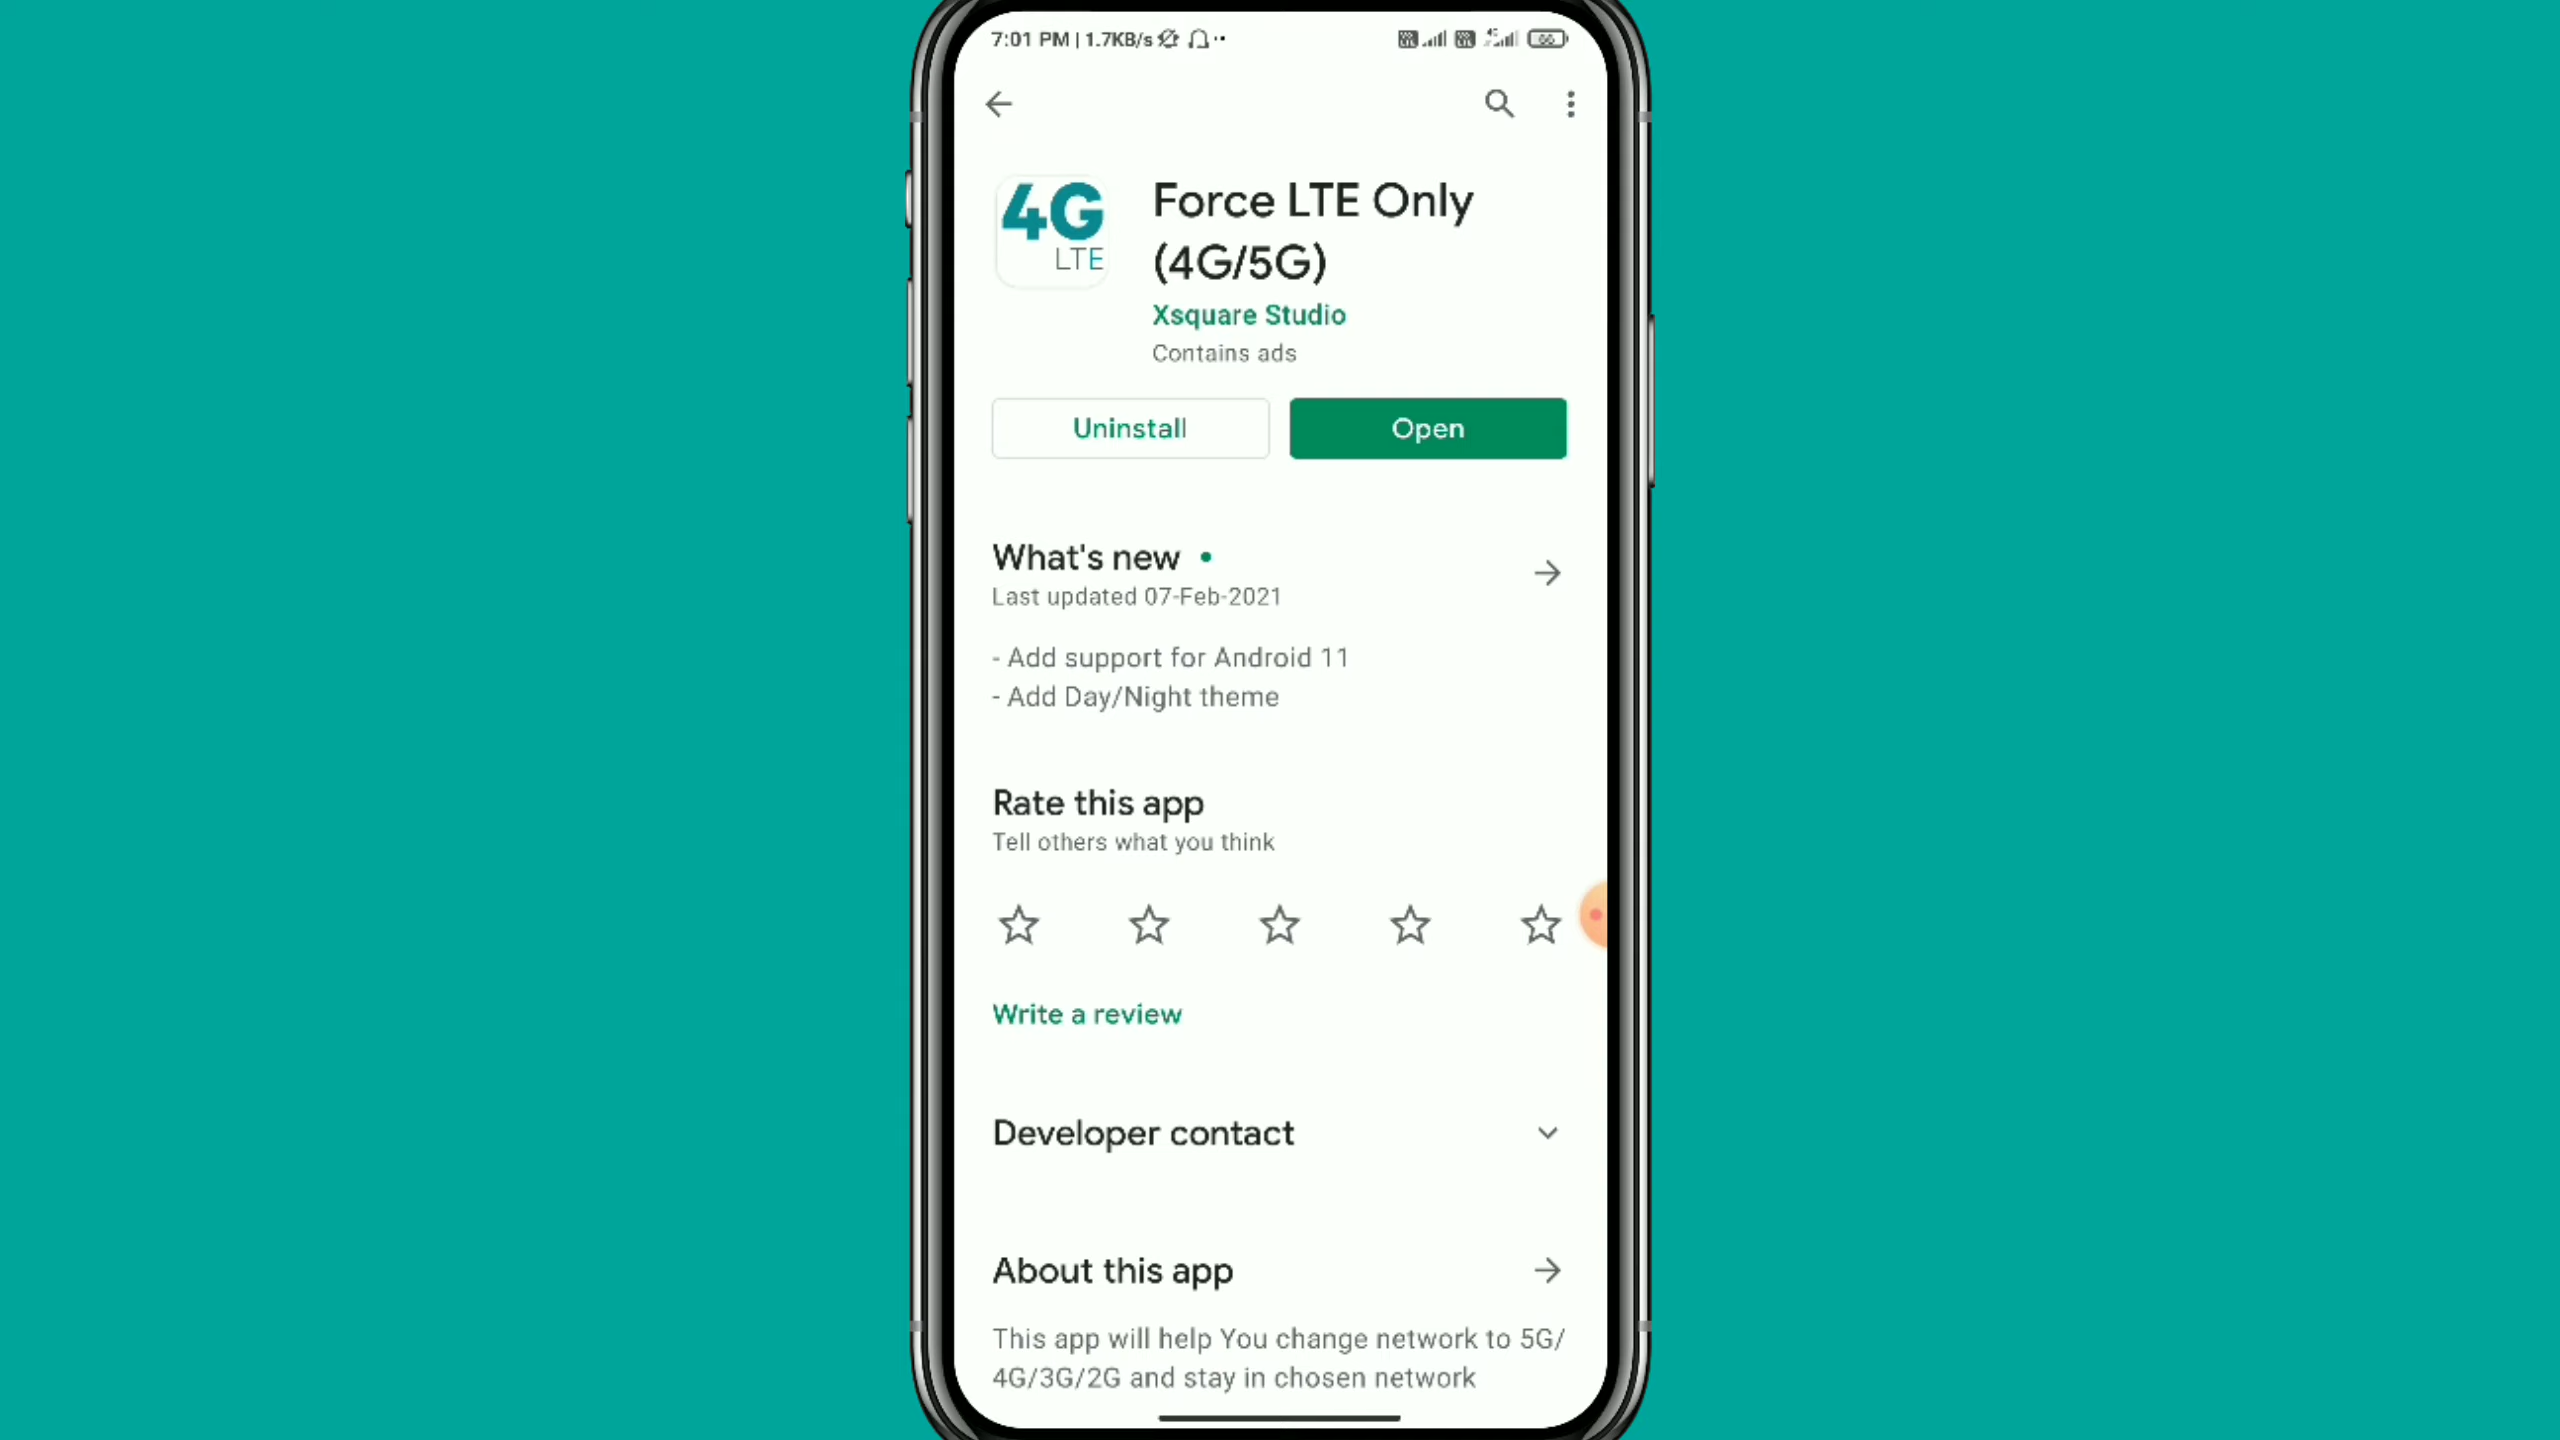 7:01 PM | 1.7KB/s
4G
66
4G
LTE
Force LTE Only
(4G/5G)
Xsquare Studio
Contains ads
Uninstall
Open
What's new
Last updated 07-Feb-2021
- Add support for Android 11
- Add Day/Night theme
Rate this app
Tell others what you think
Write a review
Developer contact
About this app
This app will help You change network to 5G/
4G/3G/2G and stay in chosen network